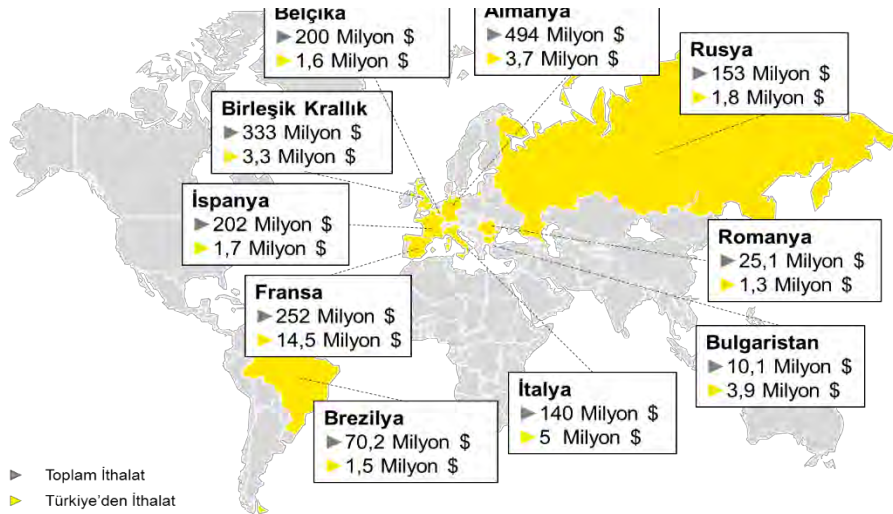 Belçika
200 Milyon $
1,6 Milyon $
Almanya
494 Milyon $
3,7 Milyon $
Rusya
153 Milyon $
1,8 Milyon $
Birleşik Krallık
333 Milyon $
3,3 Milyon $
İspanya
202 Milyon $
1,7 Milyon $
Romanya
25,1 Milyon $
1,3 Milyon $
Fransa
252 Milyon $
14,5 Milyon $
Bulgaristan
10,1 Milyon $
3,9 Milyon $
İtalya
140 Milyon $
5 Milyon $
Brezilya
70,2 Milyon $
1,5 Milyon $
Toplam İthalat
Türkiye’den İthalat